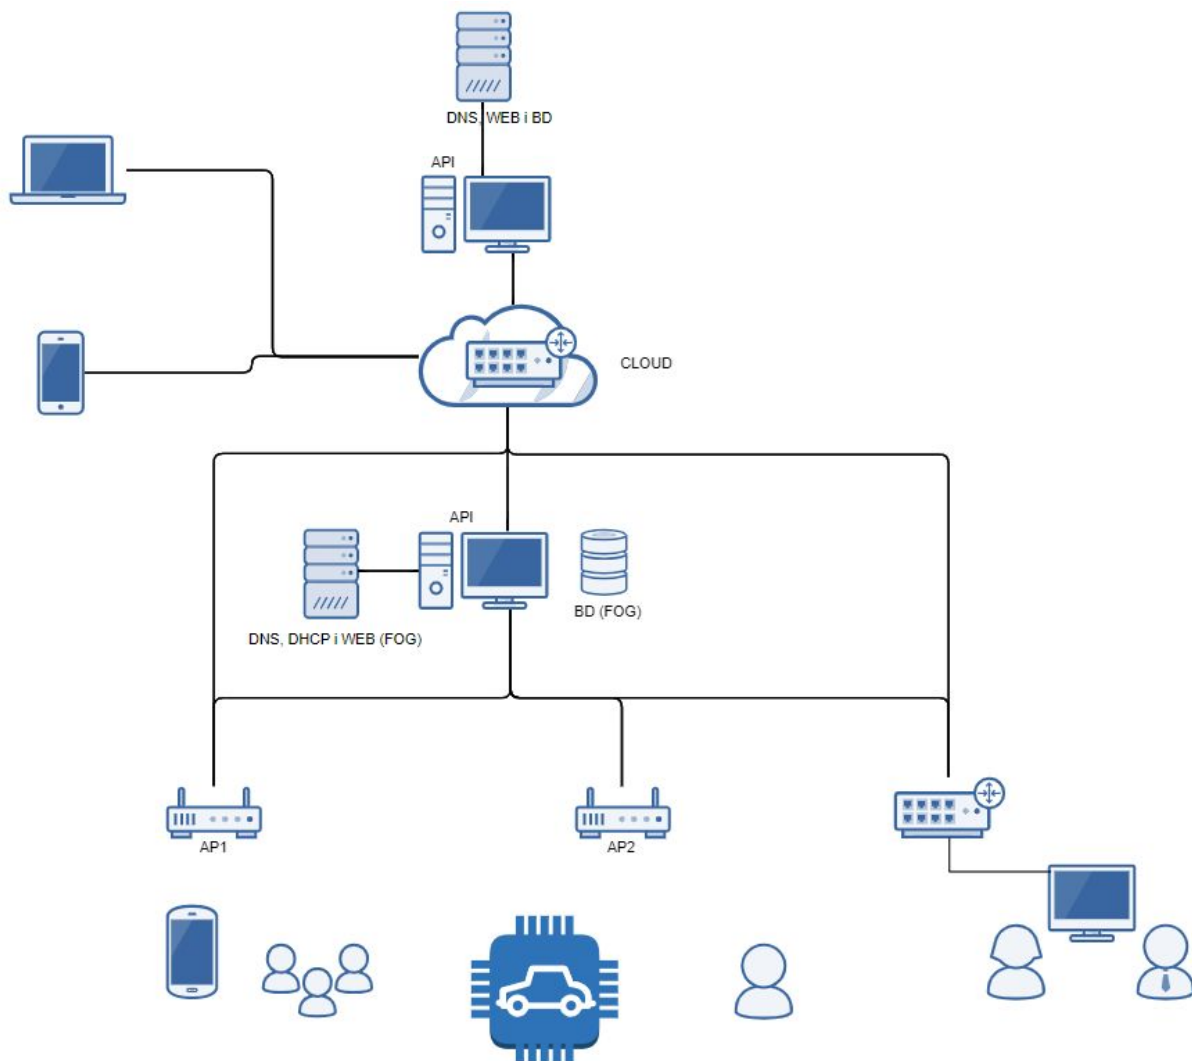 DNS, WEB i BD
API
CLOUD
API
BD (FOG)
DNS, DHCP i WEB (FOG)
AP1
AP2